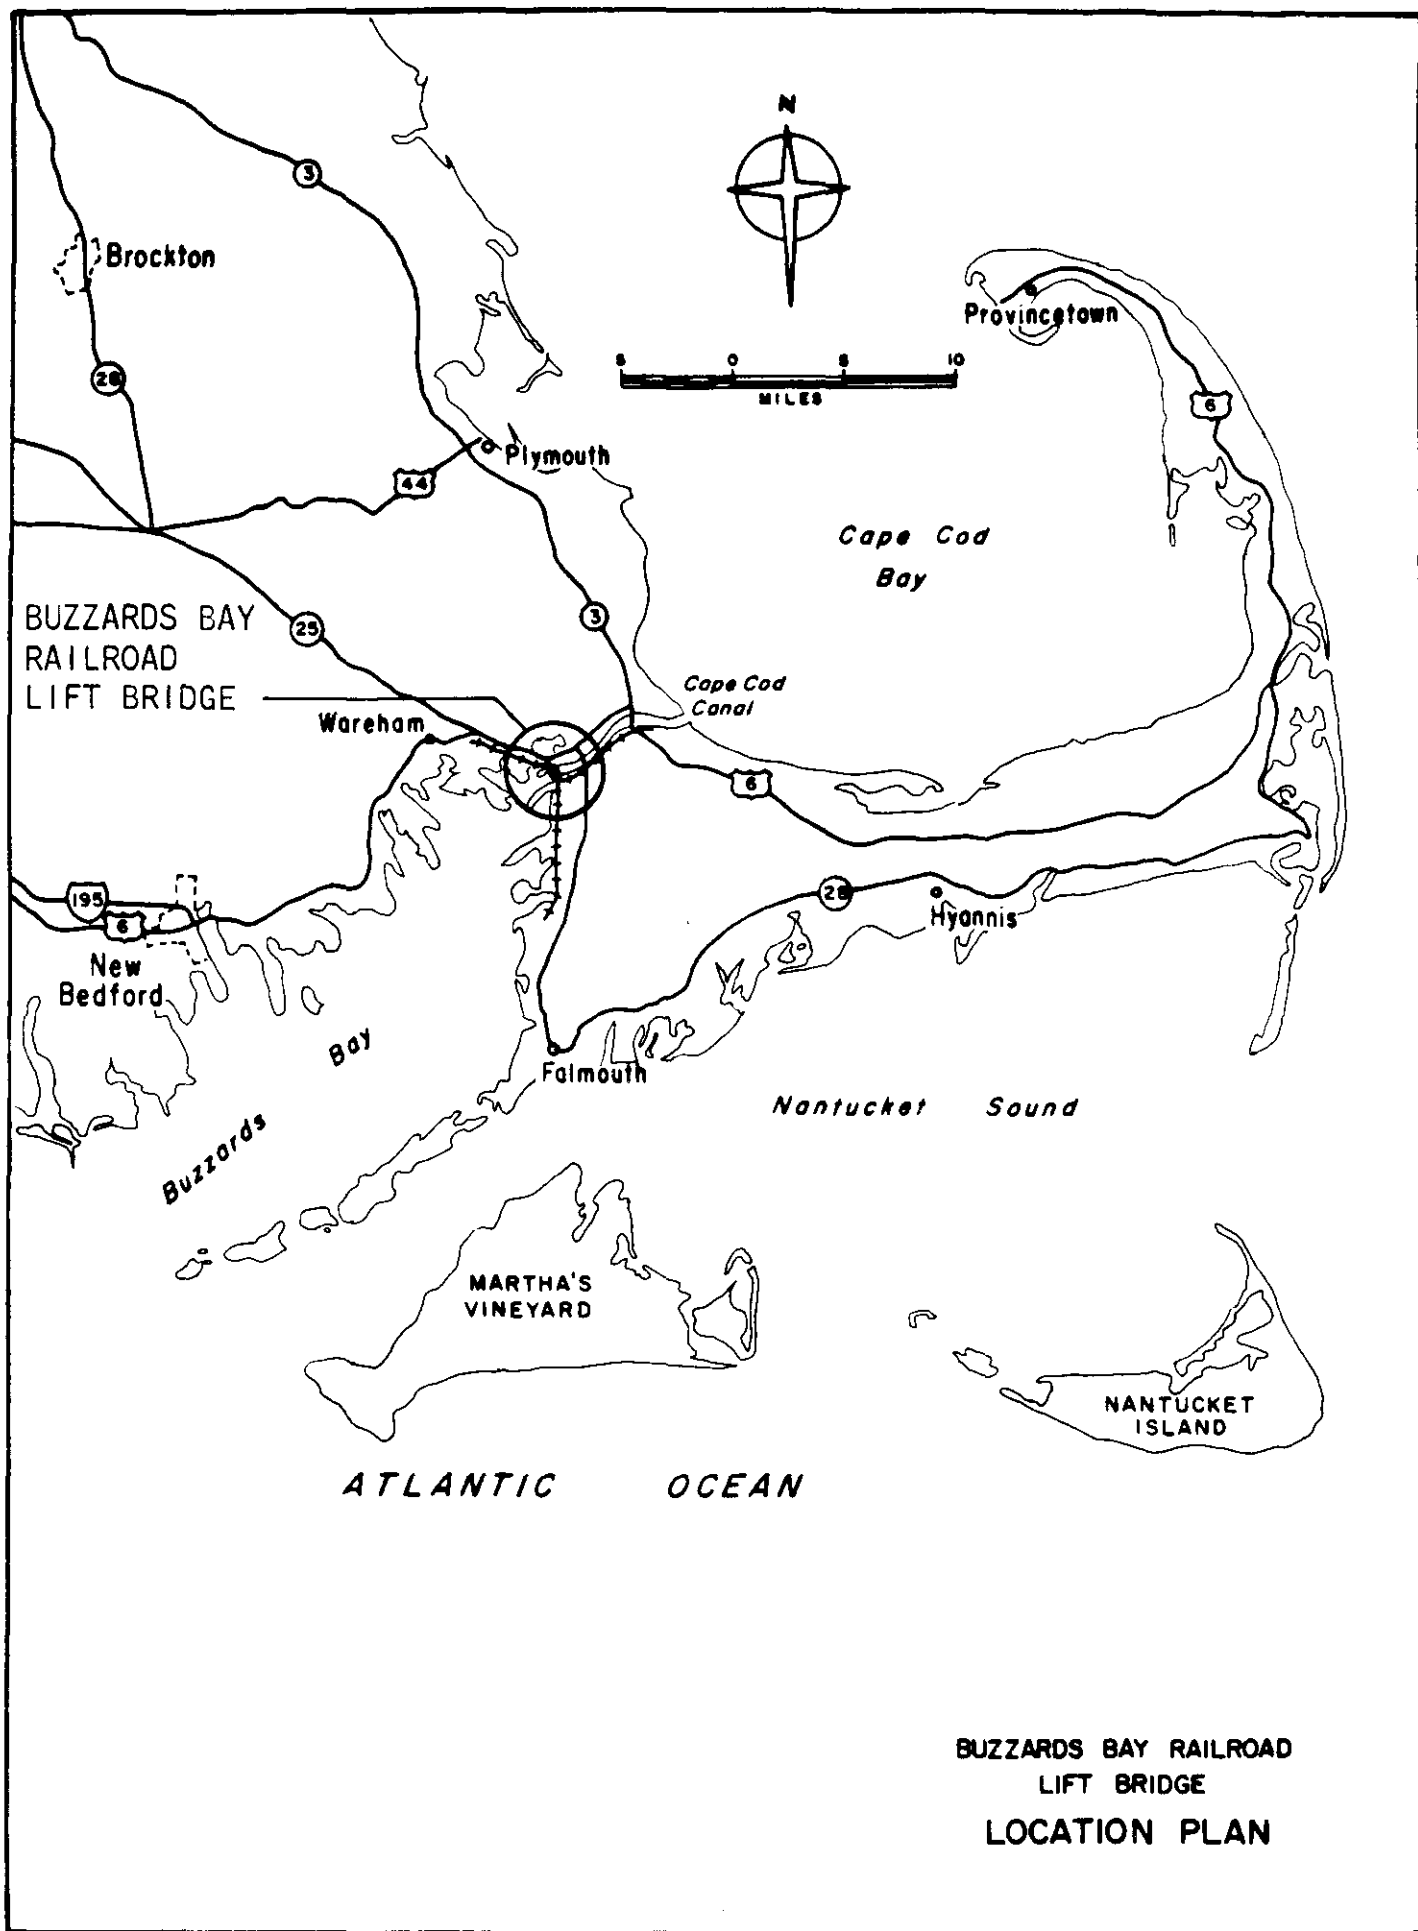 N
3
Brockton
Provincetown
5 0 5 10
MILES
28
6
Plymouth
44
Cape Cod
Bay
BUZZARDS BAY
RAILROAD
LIFT BRIDGE
25
3
Cape Cod
Canal
Wareham
6
195
6
28
Hyannis
New
Bedford
Bay
Falmouth
Nantucket Sound
Buzzards
MARTHA'S
VINEYARD
NANTUCKET
ISLAND
ATLANTIC OCEAN
BUZZARDS BAY RAILROAD
LIFT BRIDGE
LOCATION PLAN